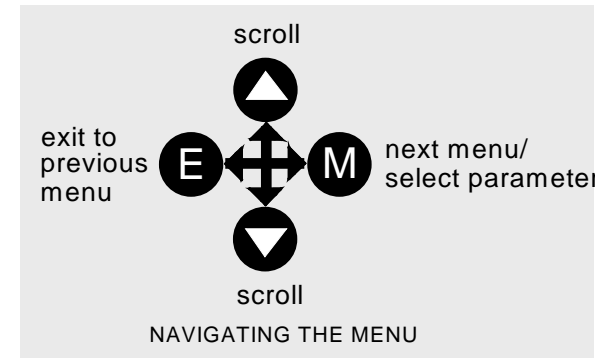 scroll
exit to
previous
menu
E
M
next menu/
select parameter
scroll
NAVIGATING THE MENU